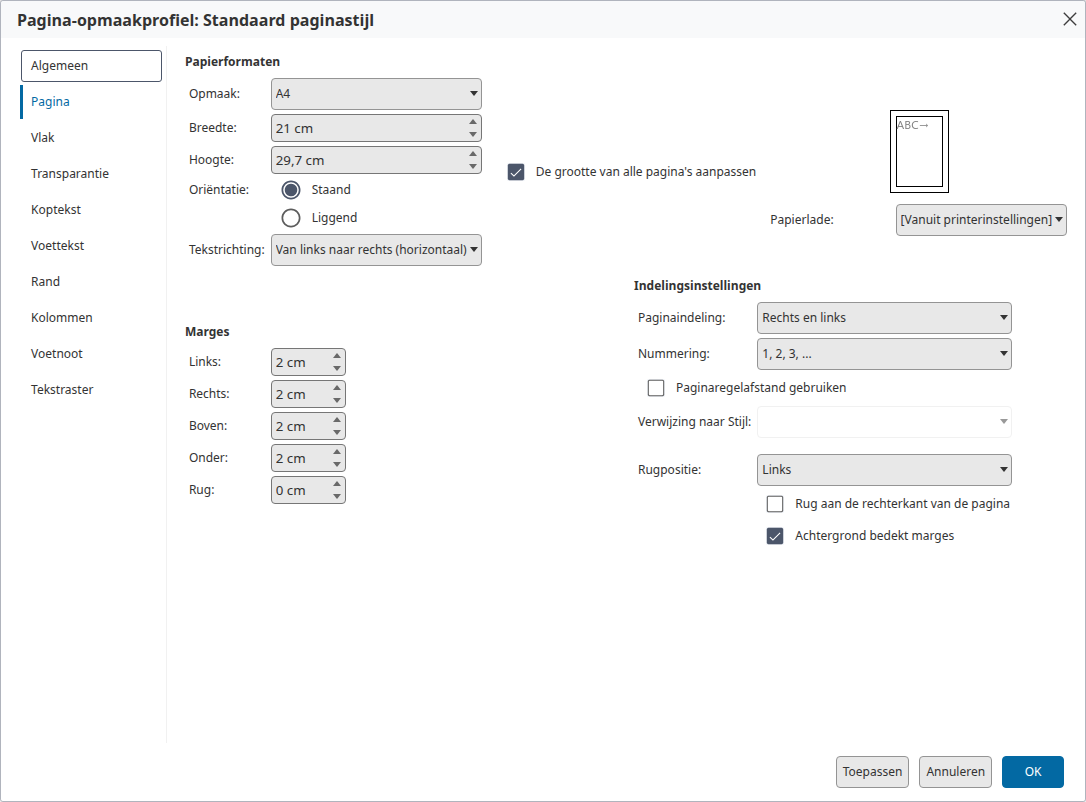 Pagina-opmaakprofiel: Standaard paginastijl
Algemeen
Pagina
Vlak
Transparantie
Koptekst
Voettekst
Rand
Kolommen
Voetnoot
Tekstraster
Papierformaten
Opmaak: A4
Breedte: 21 cm
Hoogte: 29,7 cm
Oriëntatie: Staand
Liggend
Tekstrichting: Van links naar rechts (horizontaal)
De grootte van alle pagina's aanpassen
ABC→
Papierlade: [Vanuit printerinstellingen]
Marges
Links: 2 cm
Rechts: 2 cm
Boven: 2 cm
Onder: 2 cm
Rug: 0 cm
Indelingsinstellingen
Paginaindeling: Rechts en links
Nummering: 1, 2, 3, ...
Paginaregelafstand gebruiken
Verwijzing naar Stijl:
Rugpositie: Links
Rug aan de rechterkant van de pagina
Achtergrond bedekt marges
Toepassen Annuleren OK